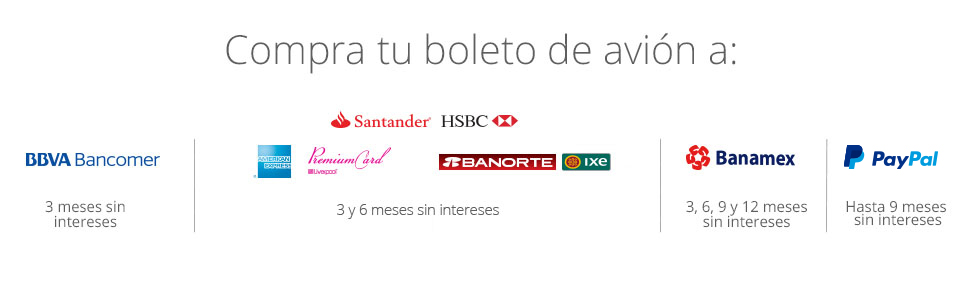 Compra tu boleto de avión a:
BBVA Bancomer
3 meses sin
intereses
Santander HSBC
AMERICAN
EXPRESS
PremiumCard
Liverpool
BANORTE IXE
3 y 6 meses sin intereses
Banamex
3, 6, 9 y 12 meses
sin intereses
PayPal
Hasta 9 meses
sin intereses